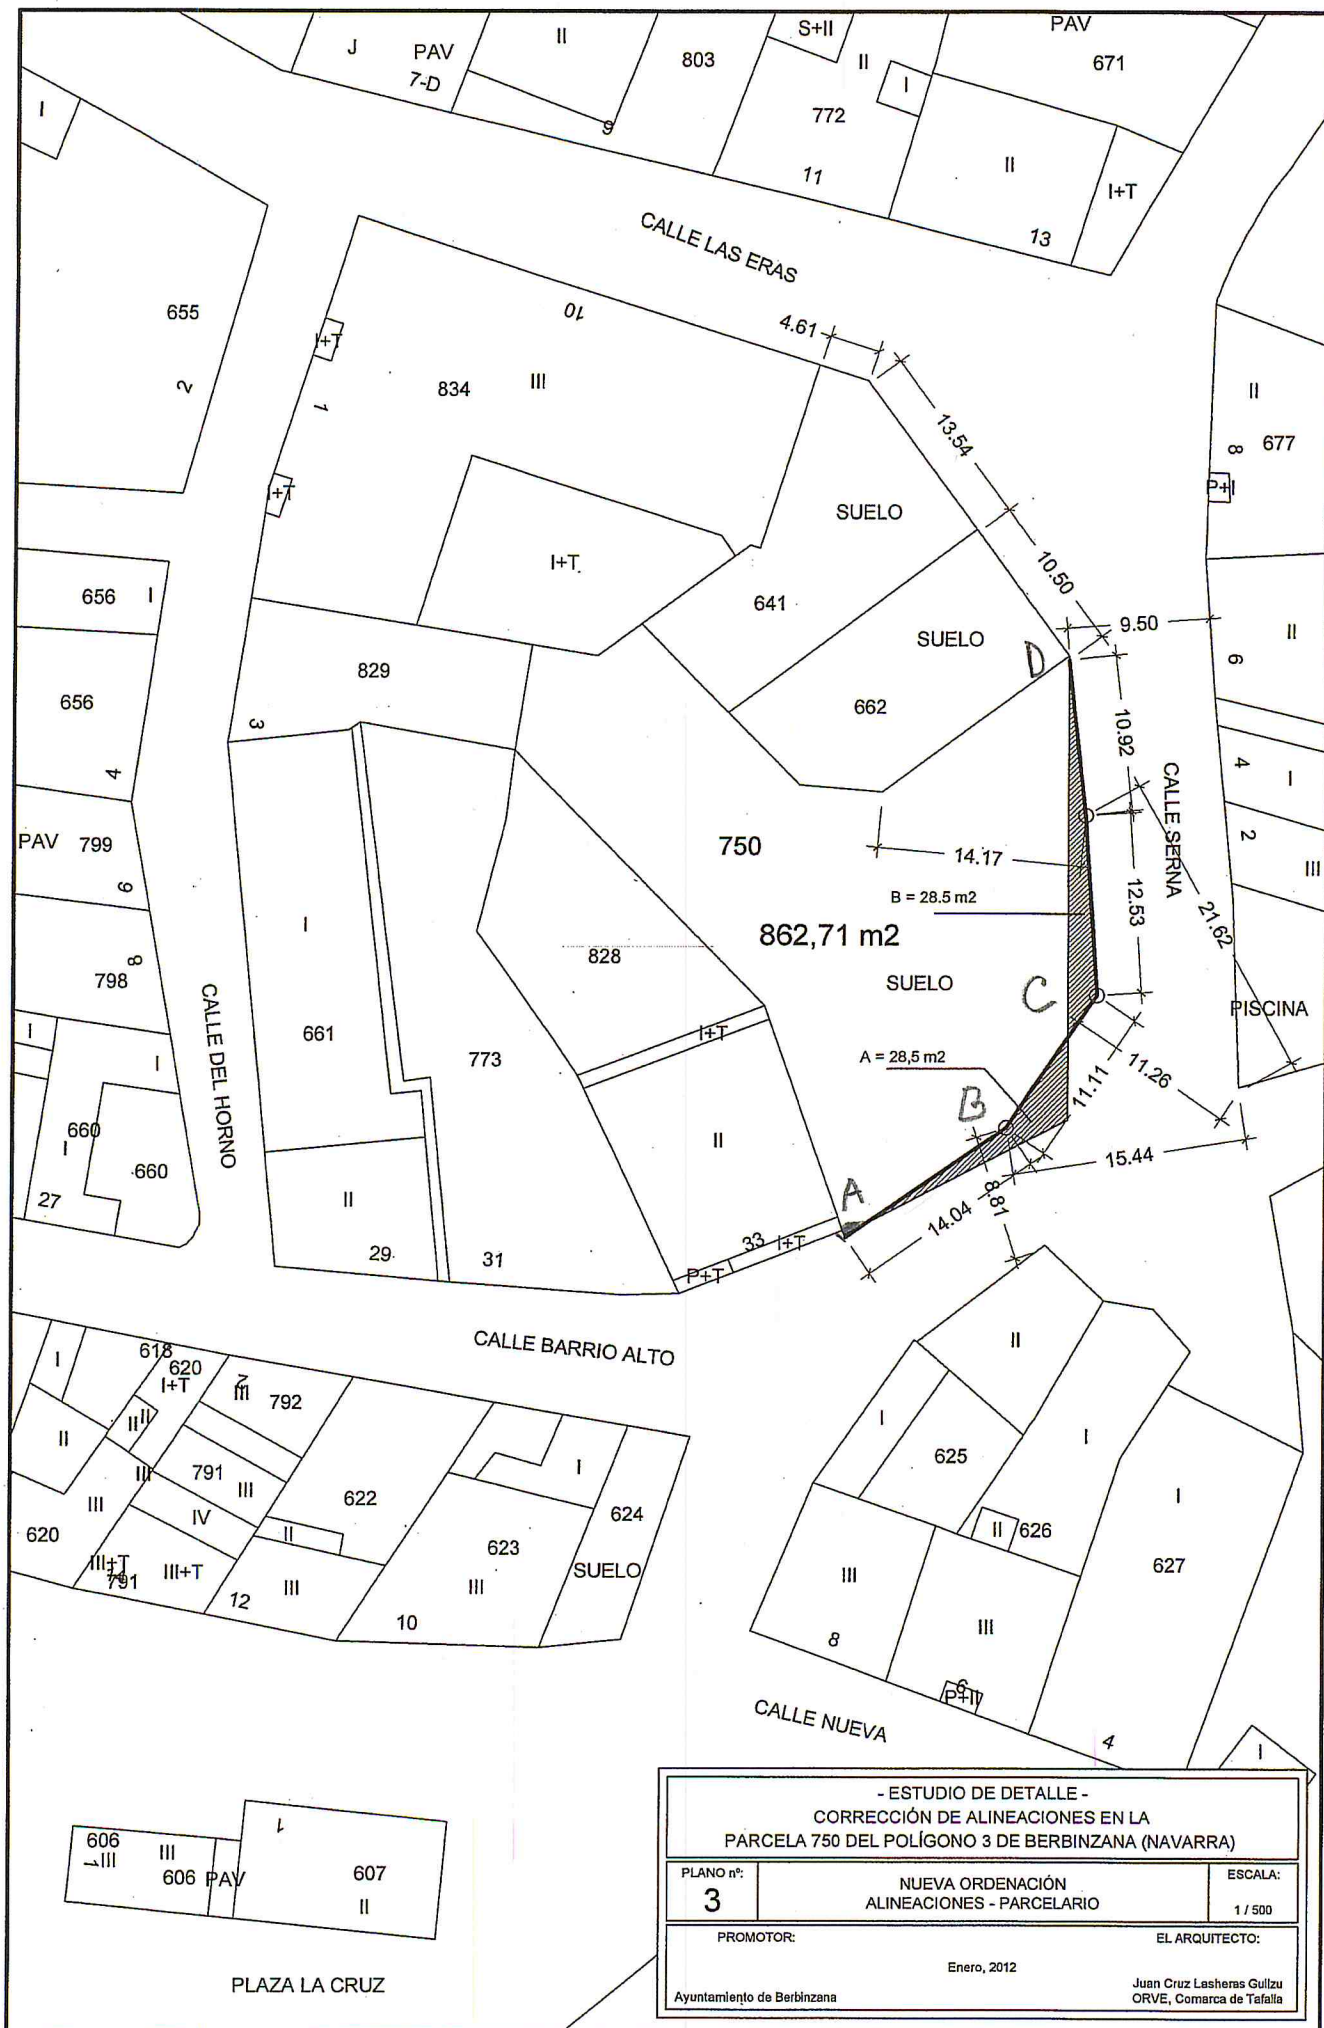 J
PAV
7-D
II
9
803
S+II
II
I
772
11
PAV
671
II
I+T
13
I
CALLE LAS ERAS
655
2
10
4.61
I+T
834
III
1
13.54
II
8
677
I+T
P+I
SUELO
I+T
10.50
656
I
641
9.50
II
SUELO
D
6
829
656
662
3
10.92
4
4
I
CALLE SERNA
PAV
799
6
750
14.17
2
III
12.53
B = 28.5 m2
21.62
I
862,71 m2
828
8
798
SUELO
C
CALLE DEL HORNO
PISCINA
I
661
I+T
773
I
A = 28,5 m2
11.26
11.11
B
660
I
II
660
15.44
27
II
A
8.81
14.04
29
31
33
I+T
P+T
CALLE BARRIO ALTO
II
I
618
620
I+T
2
III
792
II
II
II
I
I
III
791
III
622
I
625
I
IV
III
620
II
624
II
626
623
627
III+T
791
III+T
III
SUELO
III
III
12
III
10
8
6
P+II
CALLE NUEVA
4
I
- ESTUDIO DE DETALLE -
CORRECCIÓN DE ALINEACIONES EN LA
PARCELA 750 DEL POLÍGONO 3 DE BERBINZANA (NAVARRA)
PLANO nº:
3
NUEVA ORDENACIÓN
ALINEACIONES - PARCELARIO
ESCALA:
1 / 500
PROMOTOR:
EL ARQUITECTO:
Enero, 2012
Ayuntamiento de Berbinzana
Juan Cruz Lasheras Gulizu
ORVE, Comarca de Tafalla
606
III
1
III
606
PAV
1
607
II
PLAZA LA CRUZ